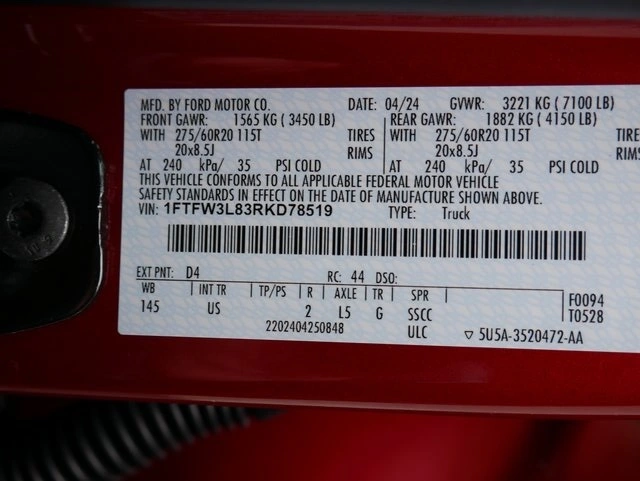 MFD. BY FORD MOTOR CO. DATE: 04/24 GVWR: 3221 KG ( 7100 LB)
FRONT GAWR: 1565 KG ( 3450 LB) REAR GAWR: 1882 KG ( 4150 LB)
WITH 275/60R20 115T TIRES WITH 275/60R20 115T TIRE
20x8.5J RIMS 20x8.5J RIMS
AT 240 kPa/ 35 PSI COLD AT 240 kPa/ 35 PSI COLD
THIS VEHICLE CONFORMS TO ALL APPLICABLE FEDERAL MOTOR VEHICLE
SAFETY STANDARDS IN EFFECT ON THE DATE OF MANUFACTURE SHOWN ABOVE.
VIN: 1FTFW3L83RKD78519 TYPE: Truck
EXT PNT: D4 RC: 44 DSO:
WB INT TR TP/PS R AXLE TR SPR F0094
145 US 2 L5 G SSCC T0528
2202404250848 ULC ▽ 5U5A-3520472-AA